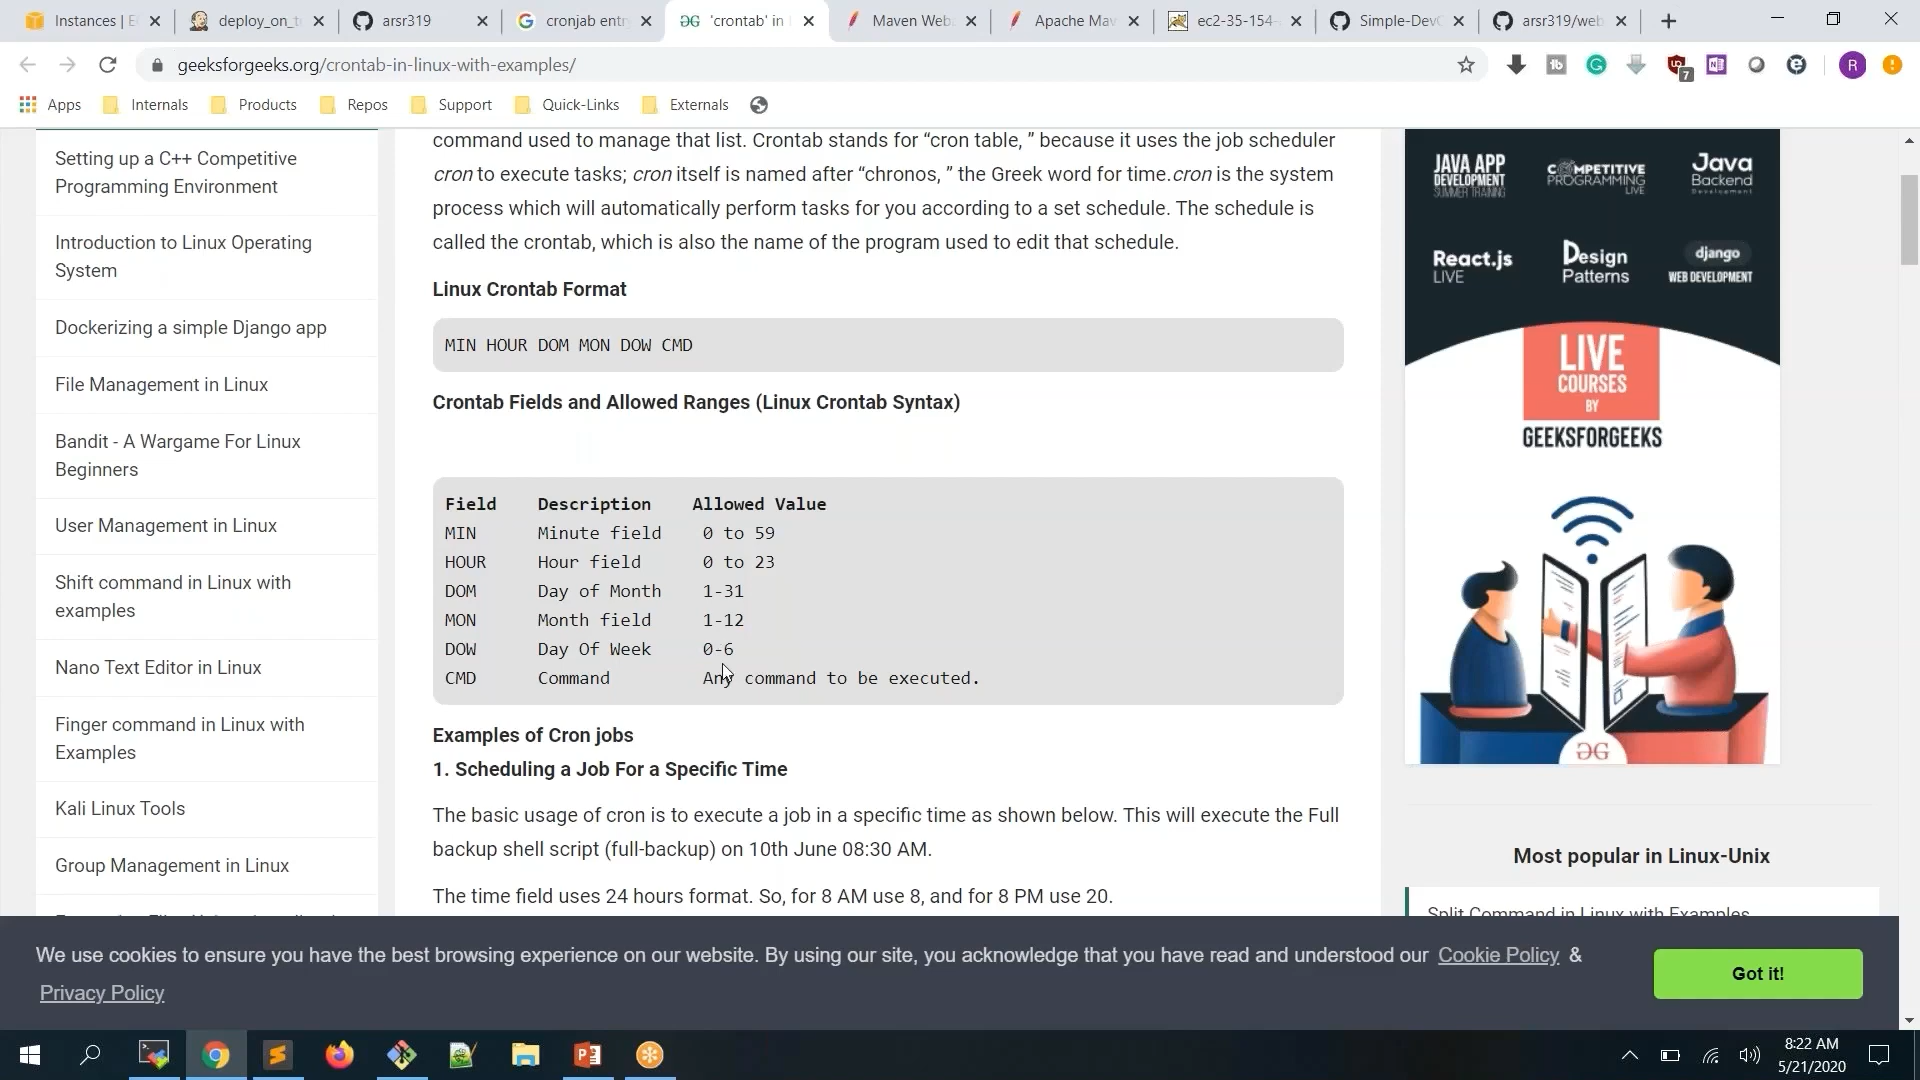 Instances | E
deploy_on_t
arsr319
cronjab entr
'crontab' in
Maven Web
Apache Mav
ec2-35-154-
Simple-DevO
arsr319/web
geeksforgeeks.org/crontab-in-linux-with-examples/
7
R
Apps
Internals
Products
Repos
Support
Quick-Links
Externals
Setting up a C++ Competitive
Programming Environment
Introduction to Linux Operating
System
Dockerizing a simple Django app
File Management in Linux
Bandit - A Wargame For Linux
Beginners
User Management in Linux
Shift command in Linux with
examples
Nano Text Editor in Linux
Finger command in Linux with
Examples
Kali Linux Tools
Group Management in Linux
command used to manage that list. Crontab stands for “cron table, ” because it uses the job scheduler
cron to execute tasks; cron itself is named after “chronos, ” the Greek word for time.cron is the system
process which will automatically perform tasks for you according to a set schedule. The schedule is
called the crontab, which is also the name of the program used to edit that schedule.
Linux Crontab Format
MIN HOUR DOM MON DOW CMD
Crontab Fields and Allowed Ranges (Linux Crontab Syntax)
Field Description Allowed Value
MIN Minute field 0 to 59
HOUR Hour field 0 to 23
DOM Day of Month 1-31
MON Month field 1-12
DOW Day Of Week 0-6
CMD Command Any command to be executed.
Examples of Cron jobs
1. Scheduling a Job For a Specific Time
The basic usage of cron is to execute a job in a specific time as shown below. This will execute the Full
backup shell script (full-backup) on 10th June 08:30 AM.
The time field uses 24 hours format. So, for 8 AM use 8, and for 8 PM use 20.
JAVA APP
DEVELOPMENT
SUMMER TRAINING
COMPETITIVE
PROGRAMMING
LIVE
Java
Backend
Development
React.js
LIVE
Design
Patterns
django
WEB DEVELOPMENT
LIVE
COURSES
BY
GEEKSFORGEEKS
Most popular in Linux-Unix
Split Command in Linux with Examples
We use cookies to ensure you have the best browsing experience on our website. By using our site, you acknowledge that you have read and understood our Cookie Policy &
Privacy Policy
Got it!
8:22 AM
5/21/2020